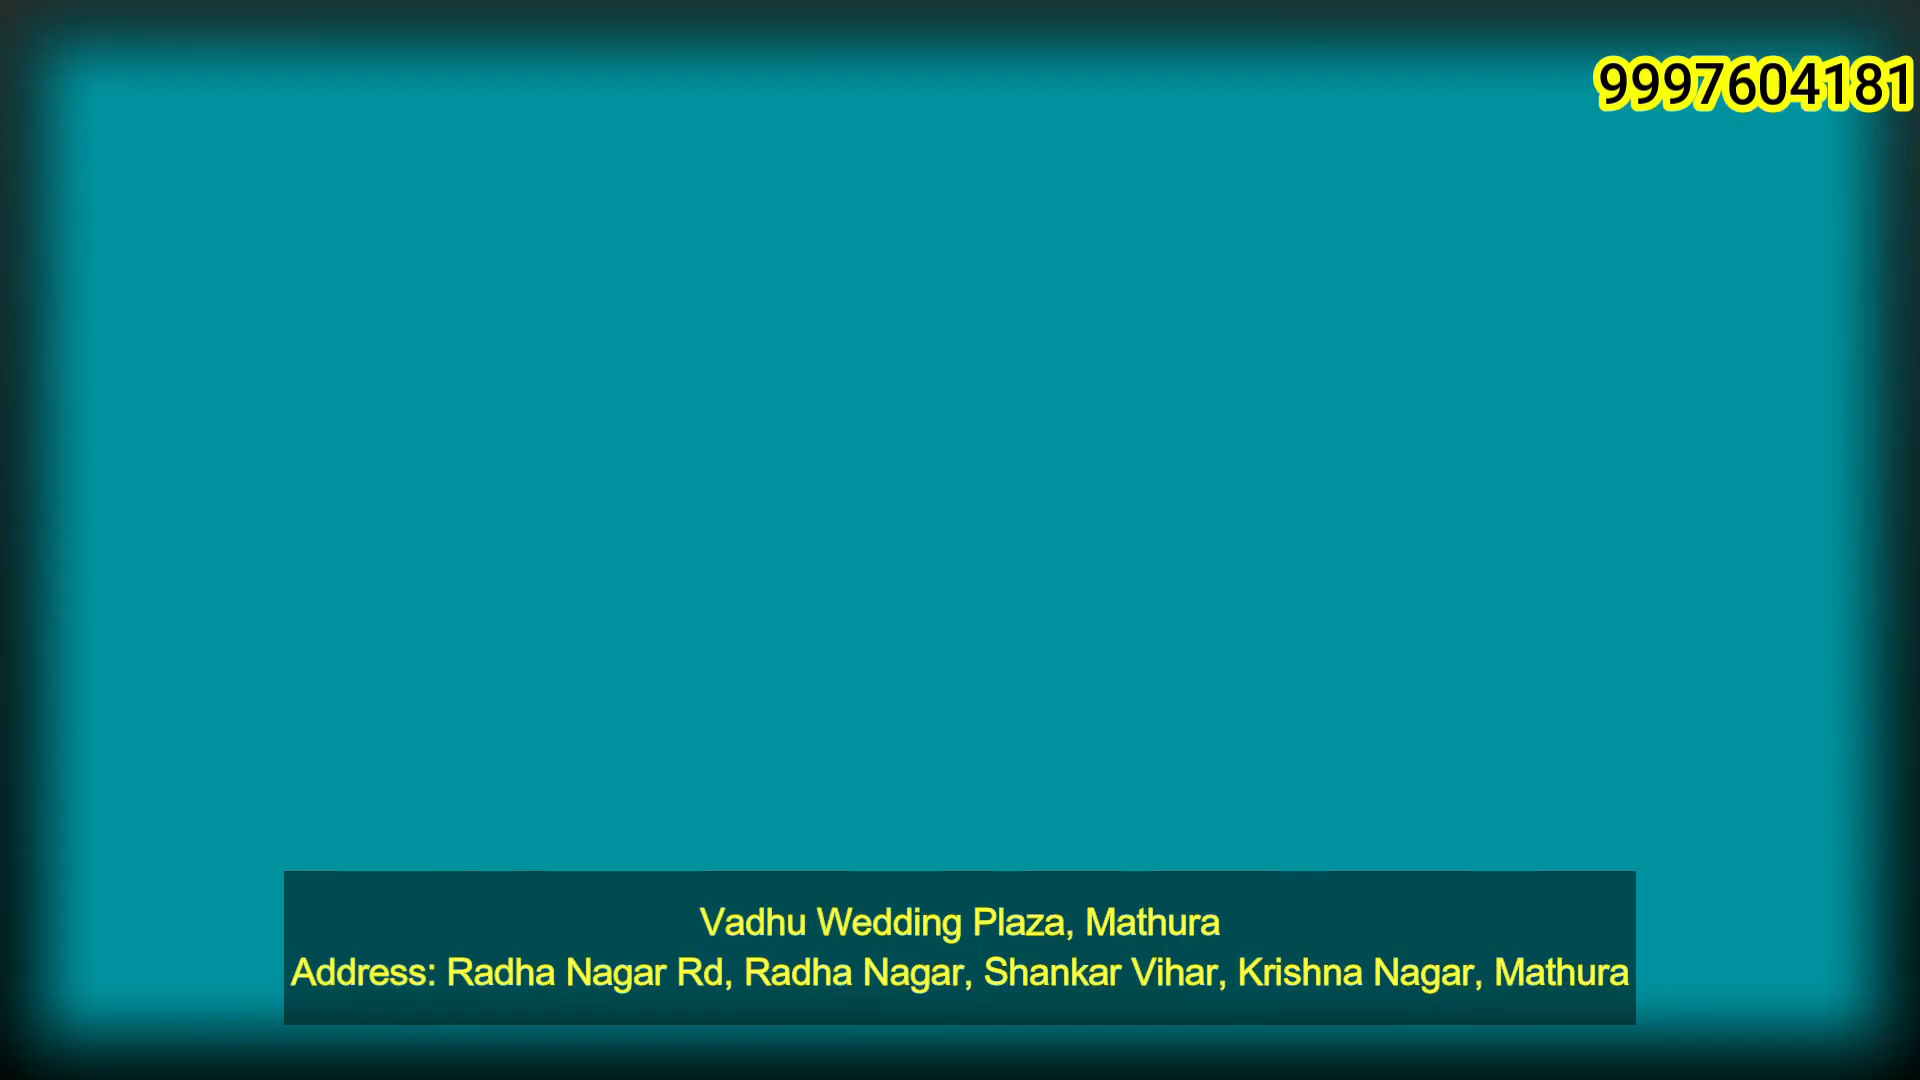 9997604181
Vadhu Wedding Plaza, Mathura
Address: Radha Nagar Rd, Radha Nagar, Shankar Vihar, Krishna Nagar, Mathura